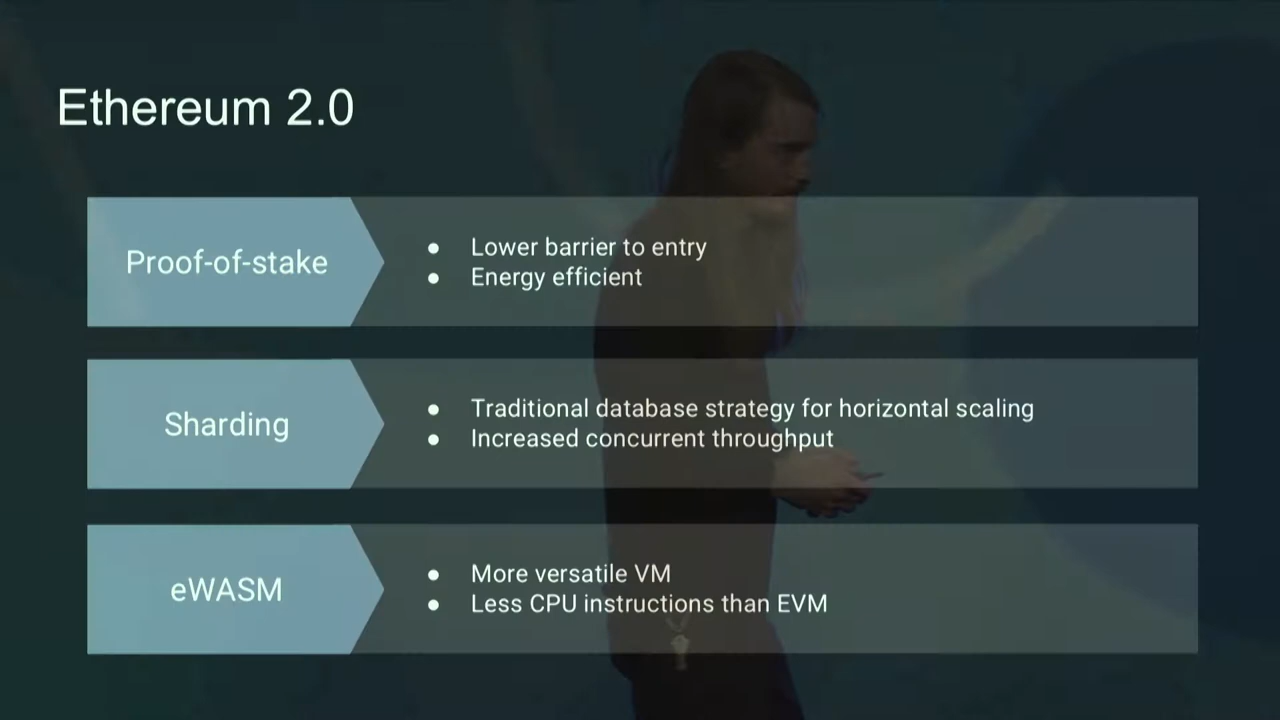 Ethereum 2.0
Proof-of-stake
● Lower barrier to entry
● Energy efficient
Sharding
● Traditional database strategy for horizontal scaling
● Increased concurrent throughput
eWASM
● More versatile VM
● Less CPU instructions than EVM